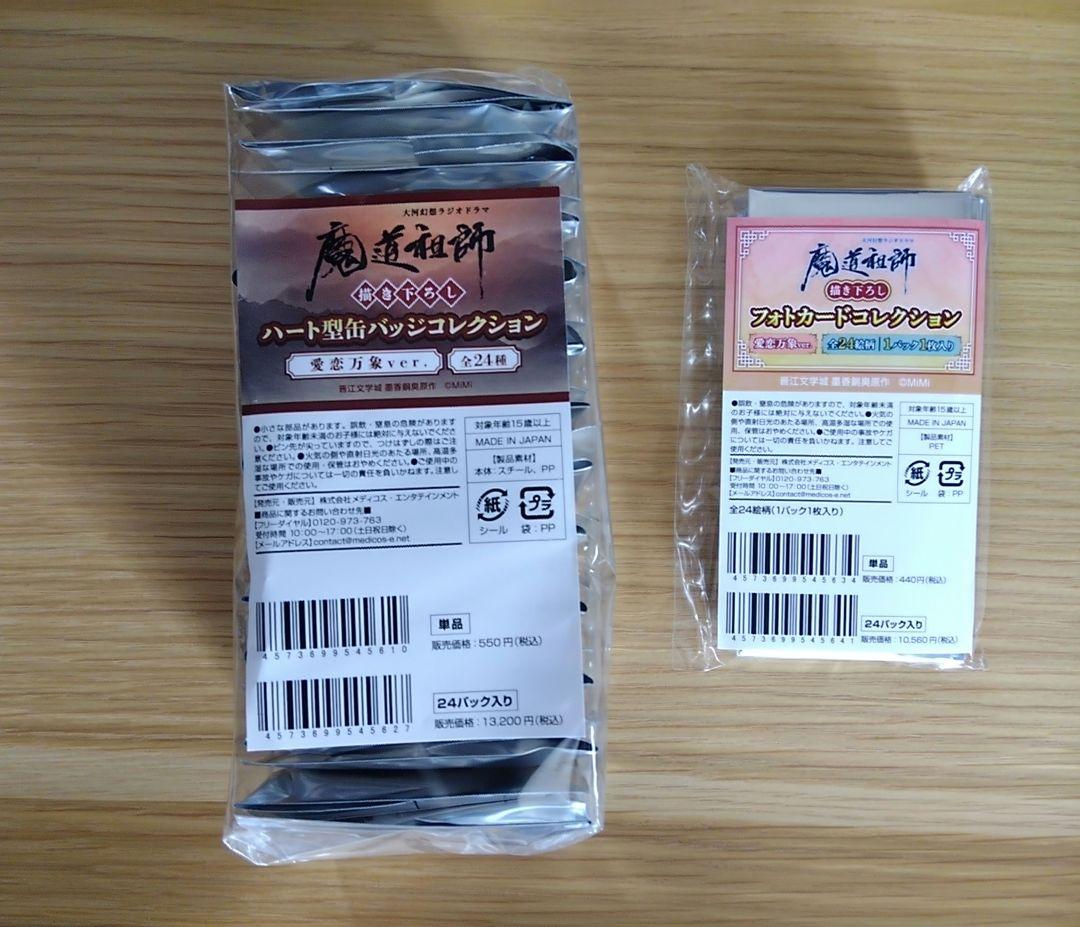 大河幻想ラジオドラマ
魔道祖師
描き下ろし
ハート型缶バッジコレクション
愛恋万象ver. 全24種
晋江文学城 墨香銅臭原作 ©MiMi
●小さな部品があります。誤飲・窒息の危険がありますので、対象年齢未満のお子様には絶対に与えないでください。●ピン先が尖っていますので、つけはずしの際はご注意ください。●火気の側や直射日光のあたる場所、高温多湿な場所での使用・保管はおやめください。●ご使用中の事故やケガについては一切の責任を負いかねます。注意してご使用ください。
【発売元・販売元】株式会社メディコス・エンタテインメント
■商品に関するお問い合わせ先■
【フリーダイヤル】0120-973-763
受付時間 10:00〜17:00(土日祝日除く)
【メールアドレス】contact@medicos-e.net
対象年齢15歳以上
MADE IN JAPAN
【製品素材】
本体:スチール、PP
紙 プラ
シール 袋:PP
4573699545610
単品
販売価格:550円(税込)
4573699545627
24パック入り
販売価格:13,200円(税込)
大河幻想ラジオドラマ
魔道祖師
描き下ろし
フォトカードコレクション
愛恋万象ver. 全24絵柄 1パック1枚入り
晋江文学城 墨香銅臭原作 ©MiMi
●誤飲・窒息の危険がありますので、対象年齢未満のお子様には絶対に与えないでください。●火気の側や直射日光のあたる場所、高温多湿な場所での使用、保管はおやめください。●ご使用中の事故やケガについては一切の責任を負いかねます。注意してご使用ください。
【発売元・販売元】株式会社メディコス・エンタテインメント
■商品に関するお問い合わせ先■
【フリーダイヤル】0120-973-763
受付時間 10:00〜17:00(土日祝日除く)
【メールアドレス】contact@medicos-e.net
対象年齢15歳以上
MADE IN JAPAN
【製品素材】
PET
紙 プラ
シール 袋:PP
全24絵柄(1パック1枚入り)
4573699545634
単品
販売価格:440円(税込)
4573699545641
24パック入り
販売価格:10,560円(税込)